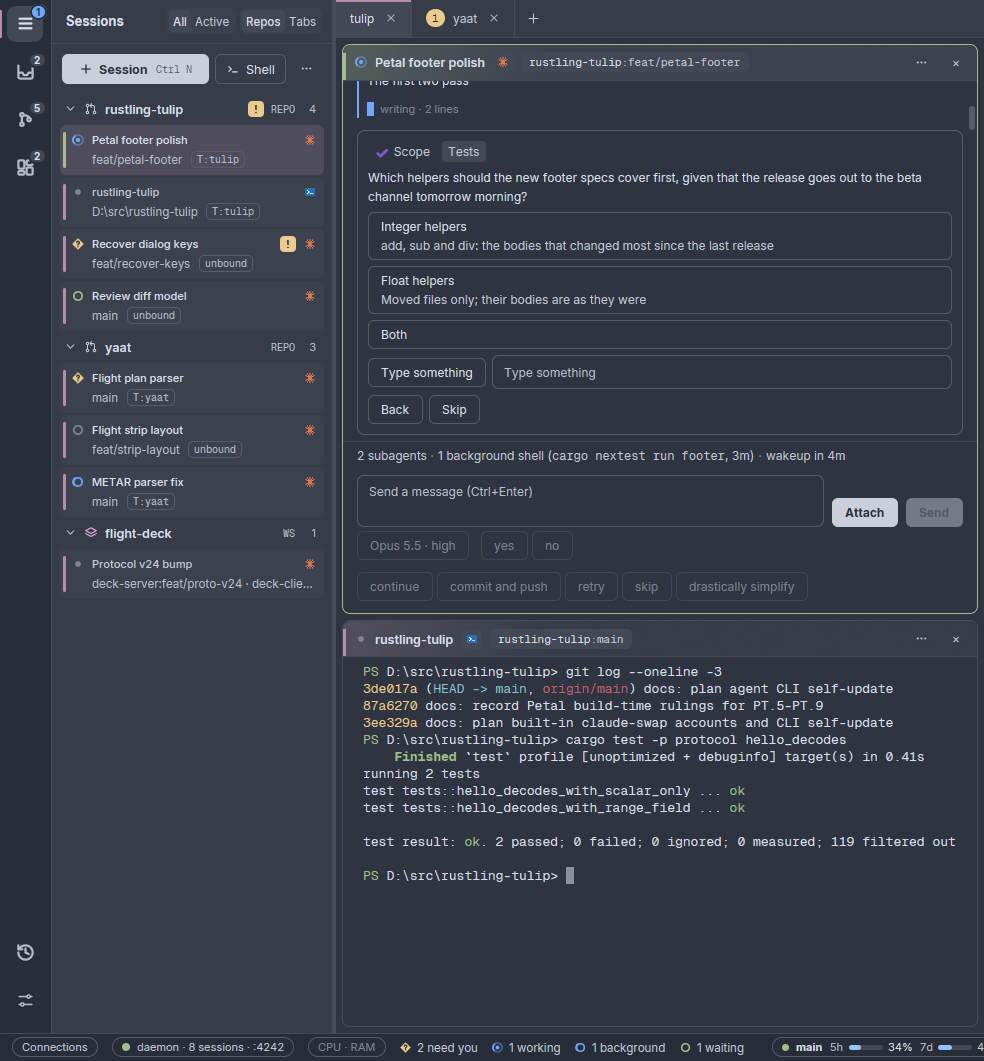 1
2
5
2
Sessions All Active Repos Tabs
+ Session Ctrl N
Shell
rustling-tulip ! REPO 4
Petal footer polish
feat/petal-footer T:tulip
rustling-tulip
D:\src\rustling-tulip T:tulip
Recover dialog keys !
feat/recover-keys unbound
Review diff model
main unbound
yaat REPO 3
Flight plan parser
main T:yaat
Flight strip layout
feat/strip-layout unbound
METAR parser fix
main T:yaat
flight-deck WS 1
Protocol v24 bump
deck-server:feat/proto-v24 · deck-clie...
tulip × 1 yaat × +
Petal footer polish rustling-tulip:feat/petal-footer ... ×
The first two pass
writing · 2 lines
Scope Tests
Which helpers should the new footer specs cover first, given that the release goes out to the beta
channel tomorrow morning?
Integer helpers
add, sub and div: the bodies that changed most since the last release
Float helpers
Moved files only; their bodies are as they were
Both
Type something Type something
Back Skip
2 subagents · 1 background shell (cargo nextest run footer, 3m) · wakeup in 4m
Send a message (Ctrl+Enter)
Attach Send
Opus 5.5 · high yes no
continue commit and push retry skip drastically simplify
rustling-tulip rustling-tulip:main ... ×
PS D:\src\rustling-tulip> git log --oneline -3
3de017a (HEAD -> main, origin/main) docs: plan agent CLI self-update
87a6270 docs: record Petal build-time rulings for PT.5-PT.9
3ee329a docs: plan built-in claude-swap accounts and CLI self-update
PS D:\src\rustling-tulip> cargo test -p protocol hello_decodes
Finished `test` profile [unoptimized + debuginfo] target(s) in 0.41s
running 2 tests
test tests::hello_decodes_with_scalar_only ... ok
test tests::hello_decodes_with_range_field ... ok
test result: ok. 2 passed; 0 failed; 0 ignored; 0 measured; 119 filtered out
PS D:\src\rustling-tulip>
Connections daemon · 8 sessions · :4242 CPU · RAM 2 need you 1 working 1 background 1 waiting main 5h 34% 7d 4